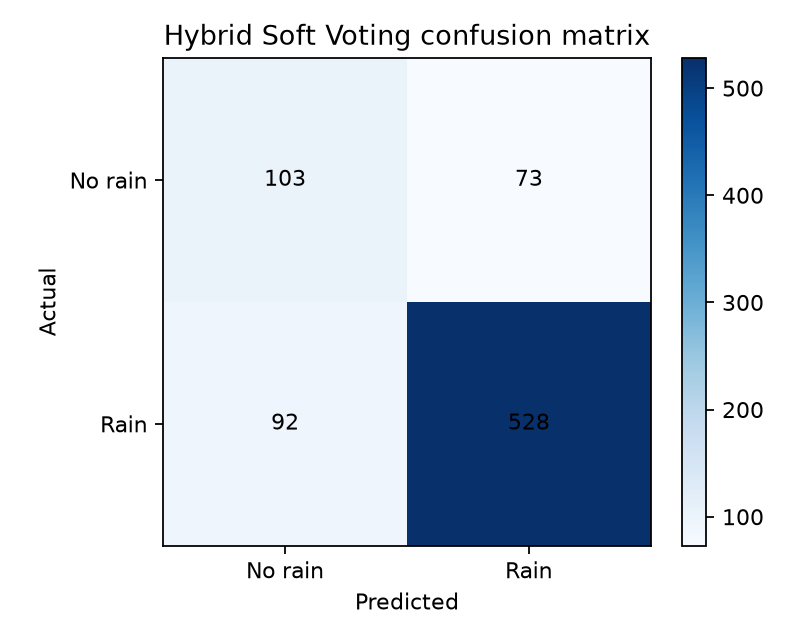 Hybrid Soft Voting confusion matrix
500
No rain
103
73
400
Actual
300
Rain
92
528
200
100
No rain
Rain
Predicted